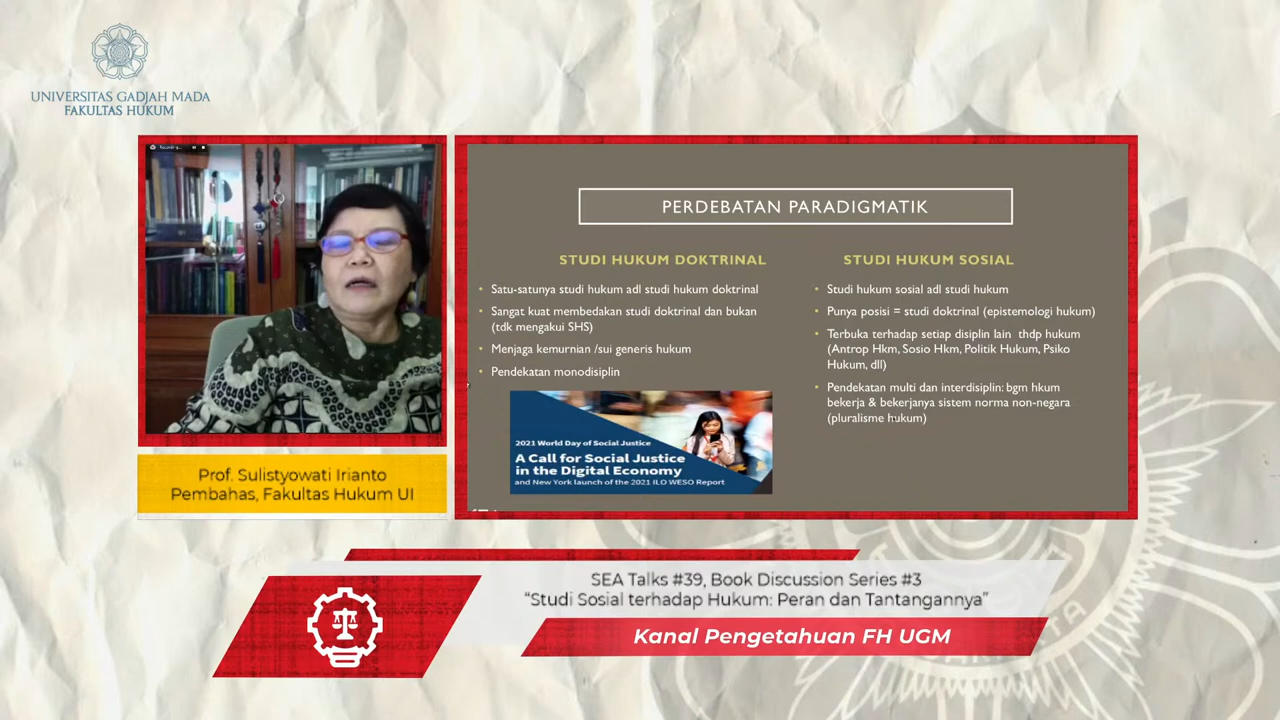 UNIVERSITAS GADJAH MADA
FAKULTAS HUKUM
PERDEBATAN PARADIGMATIK
STUDI HUKUM DOKTRINAL
• Satu-satunya studi hukum adl studi hukum doktrinal
• Sangat kuat membedakan studi doktrinal dan bukan
(tdk mengakui SHS)
• Menjaga kemurnian /sui generis hukum
• Pendekatan monodisiplin
2021 World Day of Social Justice
A Call for Social Justice
in the Digital Economy
and New York launch of the 2021 ILO WESO Report
STUDI HUKUM SOSIAL
• Studi hukum sosial adl studi hukum
• Punya posisi = studi doktrinal (epistemologi hukum)
• Terbuka terhadap setiap disiplin lain thdp hukum
(Antrop Hkm, Sosio Hkm, Politik Hukum, Psiko
Hukum, dll)
• Pendekatan multi dan interdisiplin: bgm hkum
bekerja & bekerjanya sistem norma non-negara
(pluralisme hukum)
Prof. Sulistyowati Irianto
Pembahas, Fakultas Hukum UI
SEA Talks #39, Book Discussion Series #3
“Studi Sosial terhadap Hukum: Peran dan Tantangannya”
Kanal Pengetahuan FH UGM